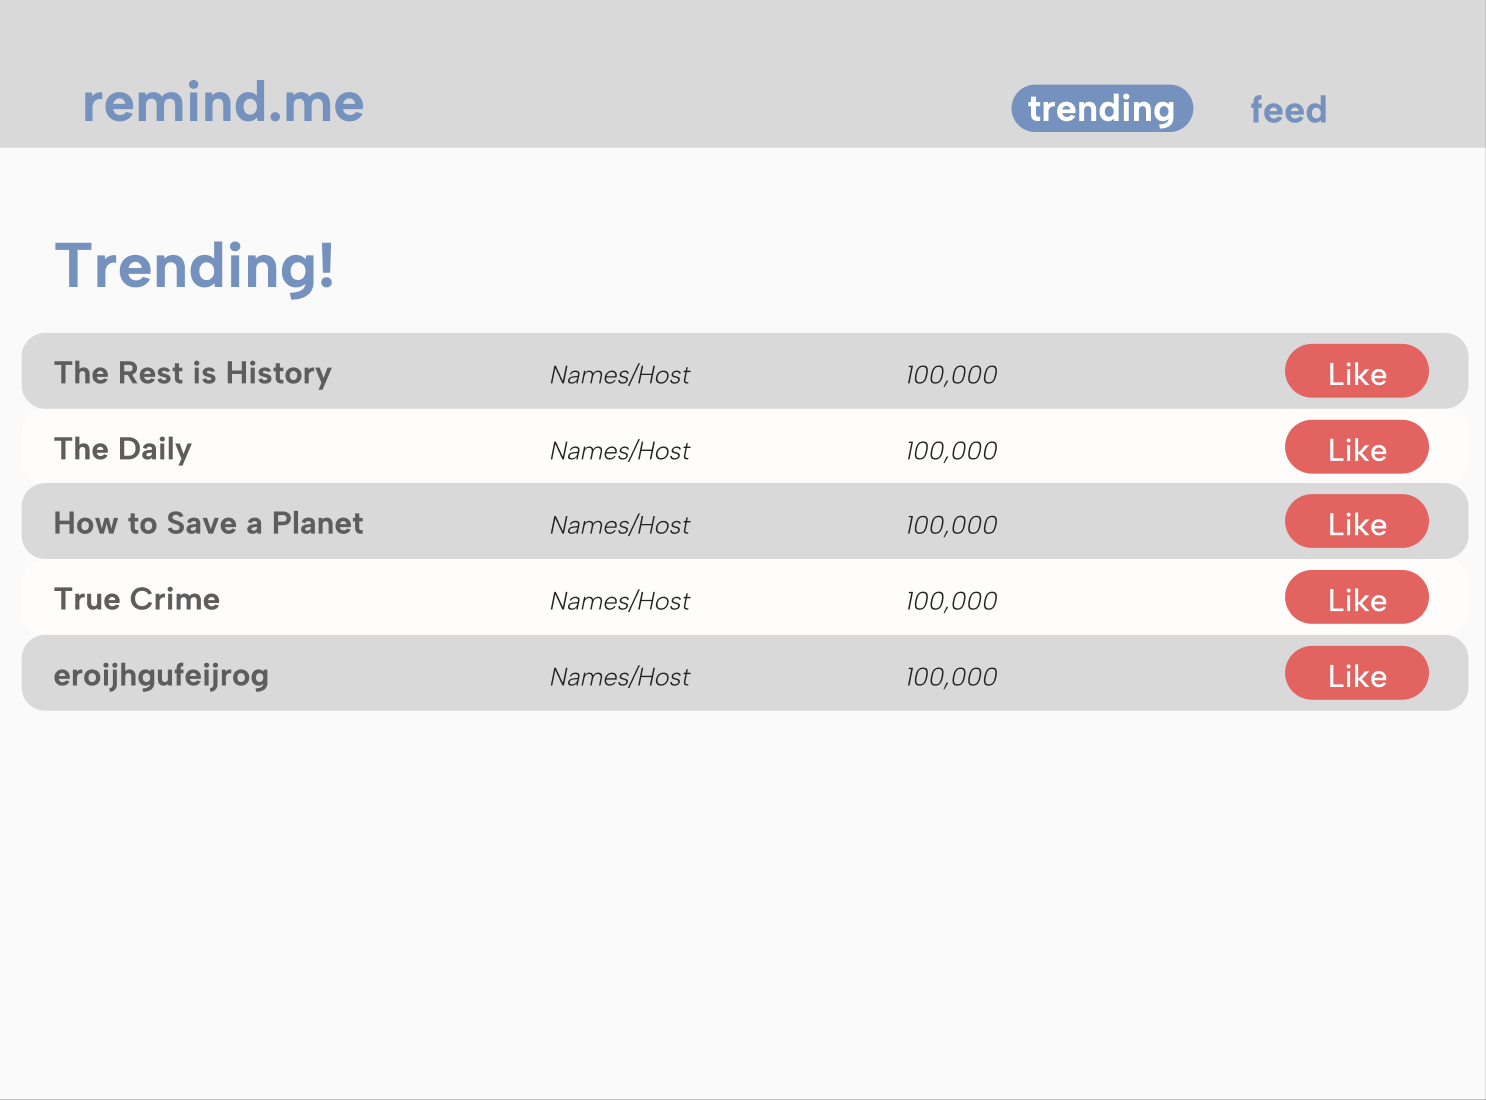 remind.me trending feed
Trending!
The Rest is History Names/Host 100,000 Like
The Daily Names/Host 100,000 Like
How to Save a Planet Names/Host 100,000 Like
True Crime Names/Host 100,000 Like
eroijhgufeijrog Names/Host 100,000 Like